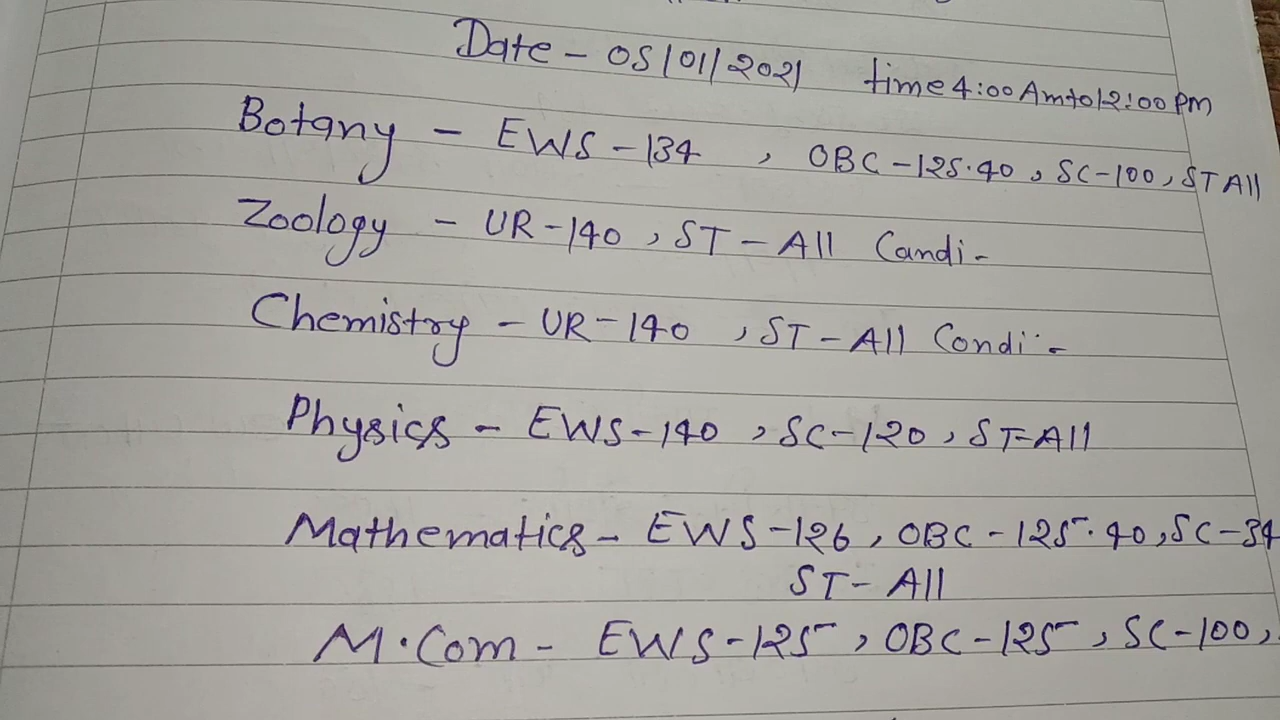 Date - 05/01/2021 time 4:00 Am to 12:00 pm
Botany - EWS - 134 , OBC - 125.40 , SC-100 , ST All
Zoology - UR-140 , ST - All Candi -
Chemistry - UR-140 , ST - All Condi -
Physics - EWS-140 , SC-120 , ST-All
Mathematics - EWS-126 , OBC - 125.40 , SC-34
ST- All
M.Com - EWS-125 , OBC-125 , SC-100 ,